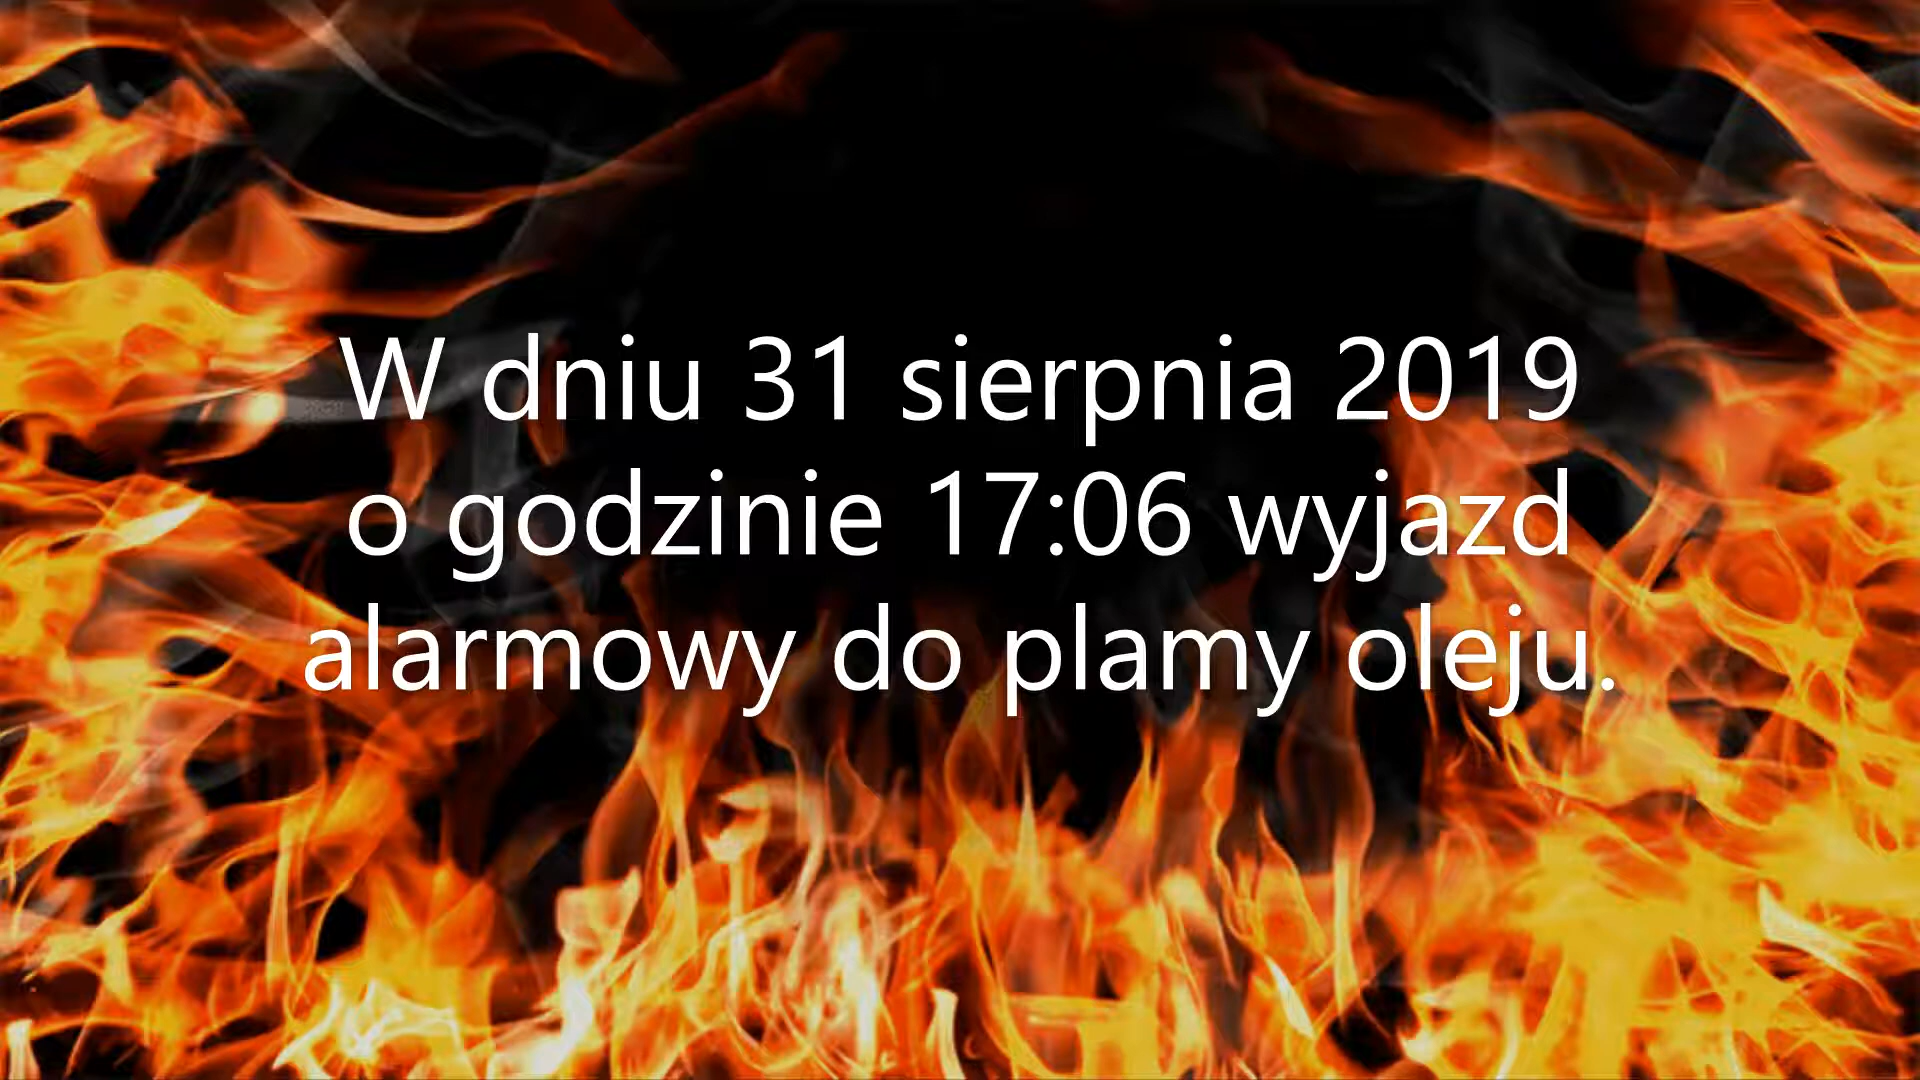 W dniu 31 sierpnia 2019
o godzinie 17:06 wyjazd
alarmowy do plamy oleju.